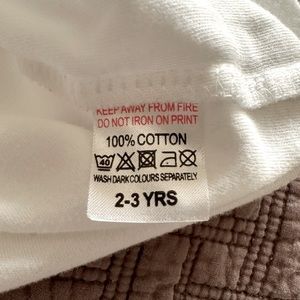 KEEP AWAY FROM FIRE
DO NOT IRON ON PRINT
100% COTTON
40
WASH DARK COLOURS SEPARATELY
2-3 YRS